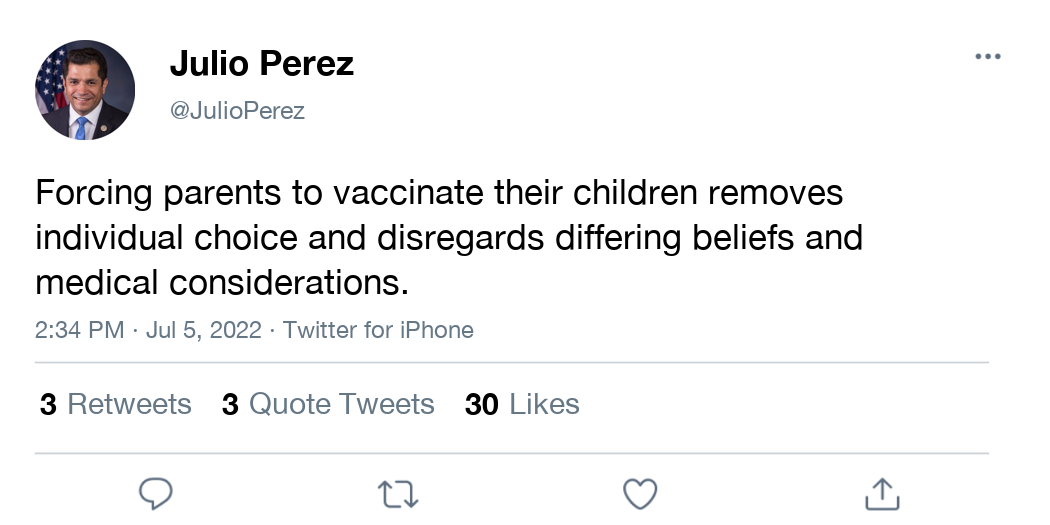 Julio Perez
@JulioPerez
Forcing parents to vaccinate their children removes
individual choice and disregards differing beliefs and
medical considerations.
2:34 PM · Jul 5, 2022 · Twitter for iPhone
3 Retweets 3 Quote Tweets 30 Likes